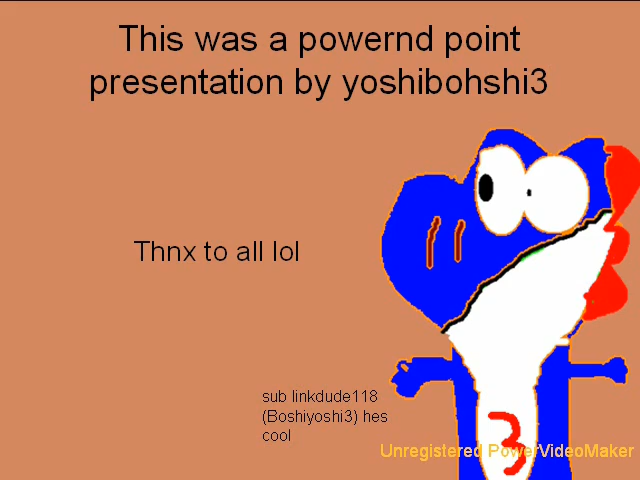 This was a powernd point
presentation by yoshibohshi3
Thnx to all lol
sub linkdude118
(Boshiyoshi3) hes
cool
3
Unregistered PowerVideoMaker